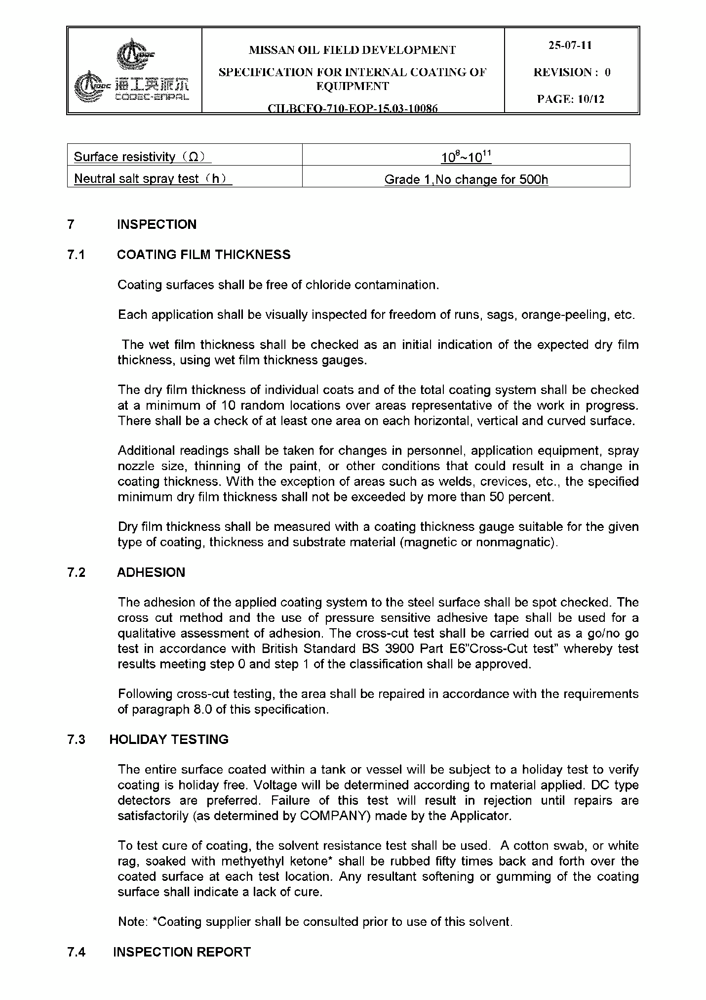 MISSAN OIL FIELD DEVELOPMENT
SPECIFICATION FOR INTERNAL COATING OF
EQUIPMENT
CILBCFO-710-EOP-15.03-10086
25-07-11
REVISION : 0
PAGE: 10/12
海工英派尔
COOEC-ENPAL
Surface resistivity（Ω）
10⁸~10¹¹
Neutral salt spray test（h）
Grade 1,No change for 500h
7 INSPECTION
7.1 COATING FILM THICKNESS
Coating surfaces shall be free of chloride contamination.
Each application shall be visually inspected for freedom of runs, sags, orange-peeling, etc.
The wet film thickness shall be checked as an initial indication of the expected dry film
thickness, using wet film thickness gauges.
The dry film thickness of individual coats and of the total coating system shall be checked
at a minimum of 10 random locations over areas representative of the work in progress.
There shall be a check of at least one area on each horizontal, vertical and curved surface.
Additional readings shall be taken for changes in personnel, application equipment, spray
nozzle size, thinning of the paint, or other conditions that could result in a change in
coating thickness. With the exception of areas such as welds, crevices, etc., the specified
minimum dry film thickness shall not be exceeded by more than 50 percent.
Dry film thickness shall be measured with a coating thickness gauge suitable for the given
type of coating, thickness and substrate material (magnetic or nonmagnatic).
7.2 ADHESION
The adhesion of the applied coating system to the steel surface shall be spot checked. The
cross cut method and the use of pressure sensitive adhesive tape shall be used for a
qualitative assessment of adhesion. The cross-cut test shall be carried out as a go/no go
test in accordance with British Standard BS 3900 Part E6”Cross-Cut test” whereby test
results meeting step 0 and step 1 of the classification shall be approved.
Following cross-cut testing, the area shall be repaired in accordance with the requirements
of paragraph 8.0 of this specification.
7.3 HOLIDAY TESTING
The entire surface coated within a tank or vessel will be subject to a holiday test to verify
coating is holiday free. Voltage will be determined according to material applied. DC type
detectors are preferred. Failure of this test will result in rejection until repairs are
satisfactorily (as determined by COMPANY) made by the Applicator.
To test cure of coating, the solvent resistance test shall be used. A cotton swab, or white
rag, soaked with methyethyl ketone* shall be rubbed fifty times back and forth over the
coated surface at each test location. Any resultant softening or gumming of the coating
surface shall indicate a lack of cure.
Note: *Coating supplier shall be consulted prior to use of this solvent.
7.4 INSPECTION REPORT